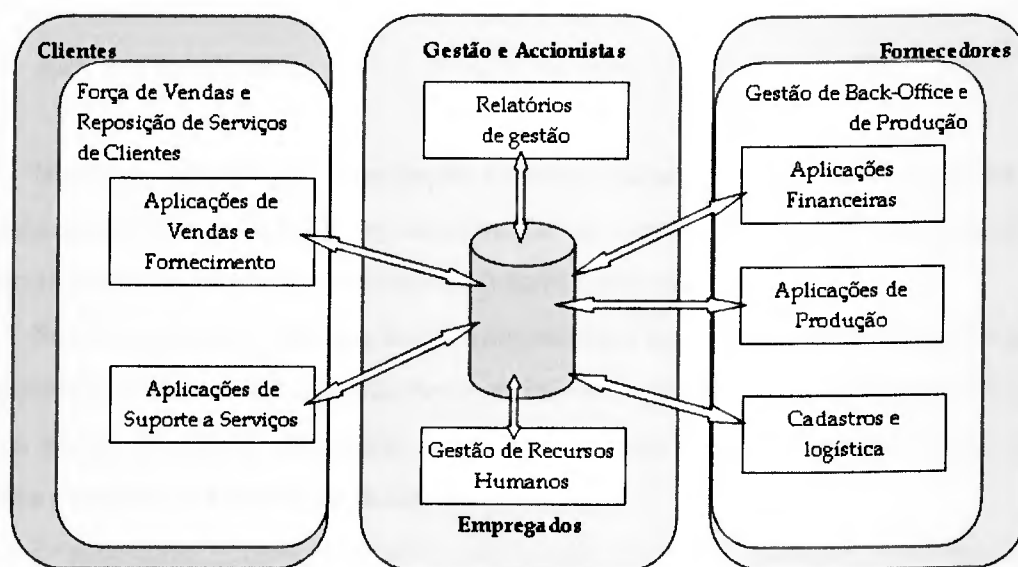 Clientes
Força de Vendas e
Reposição de Serviços
de Clientes
Aplicações de
Vendas e
Fornecimento
Aplicações de
Suporte a Serviços
Gestão e Accionistas
Relatórios
de gestão
Gestão de Recursos
Humanos
Empregados
Fornecedores
Gestão de Back-Office e
de Produção
Aplicações
Financeiras
Aplicações de
Produção
Cadastros e
logística